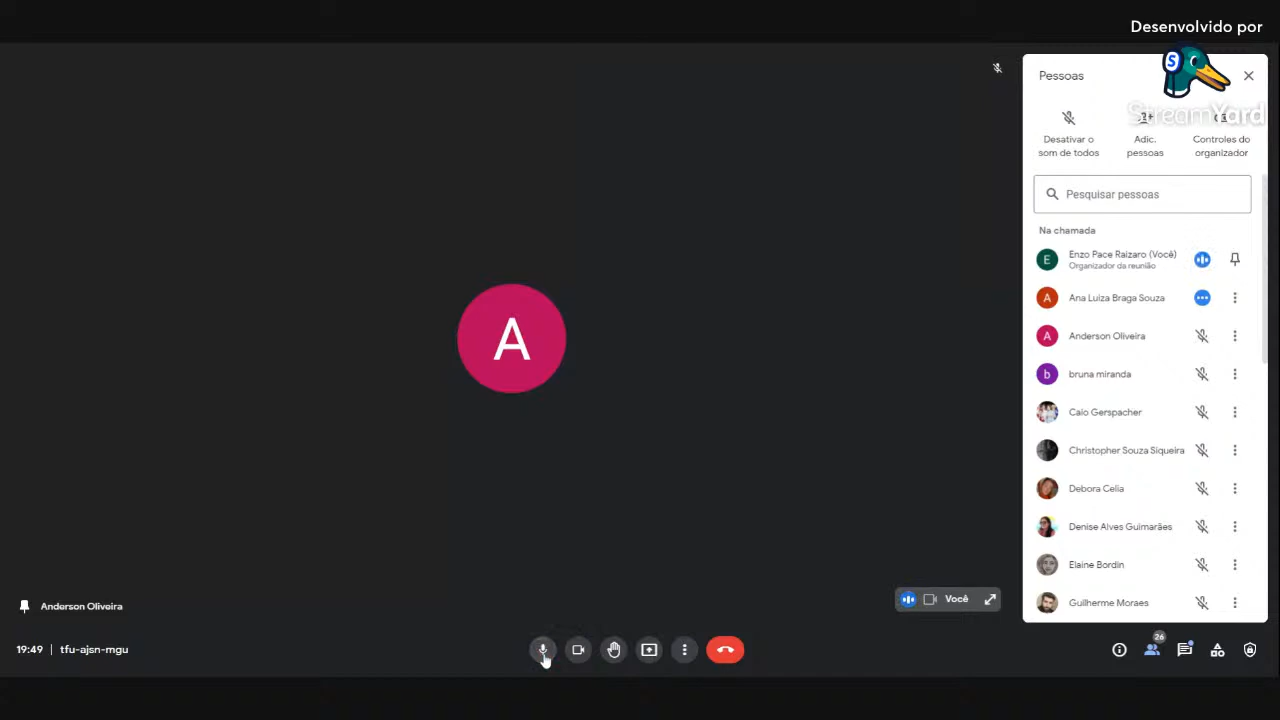 Desenvolvido por
StreamYard
Pessoas
Desativar o
som de todos
Adic.
pessoas
Controles do
organizador
Pesquisar pessoas
Na chamada
E
Enzo Pace Raizaro (Você)
Organizador da reunião
A
Ana Luiza Braga Souza
A
Anderson Oliveira
b
bruna miranda
Caio Gerspacher
Christopher Souza Siqueira
Debora Celia
Denise Alves Guimarães
Elaine Bordin
Guilherme Moraes
A
Você
Anderson Oliveira
19:49 | tfu-ajsn-mgu
26